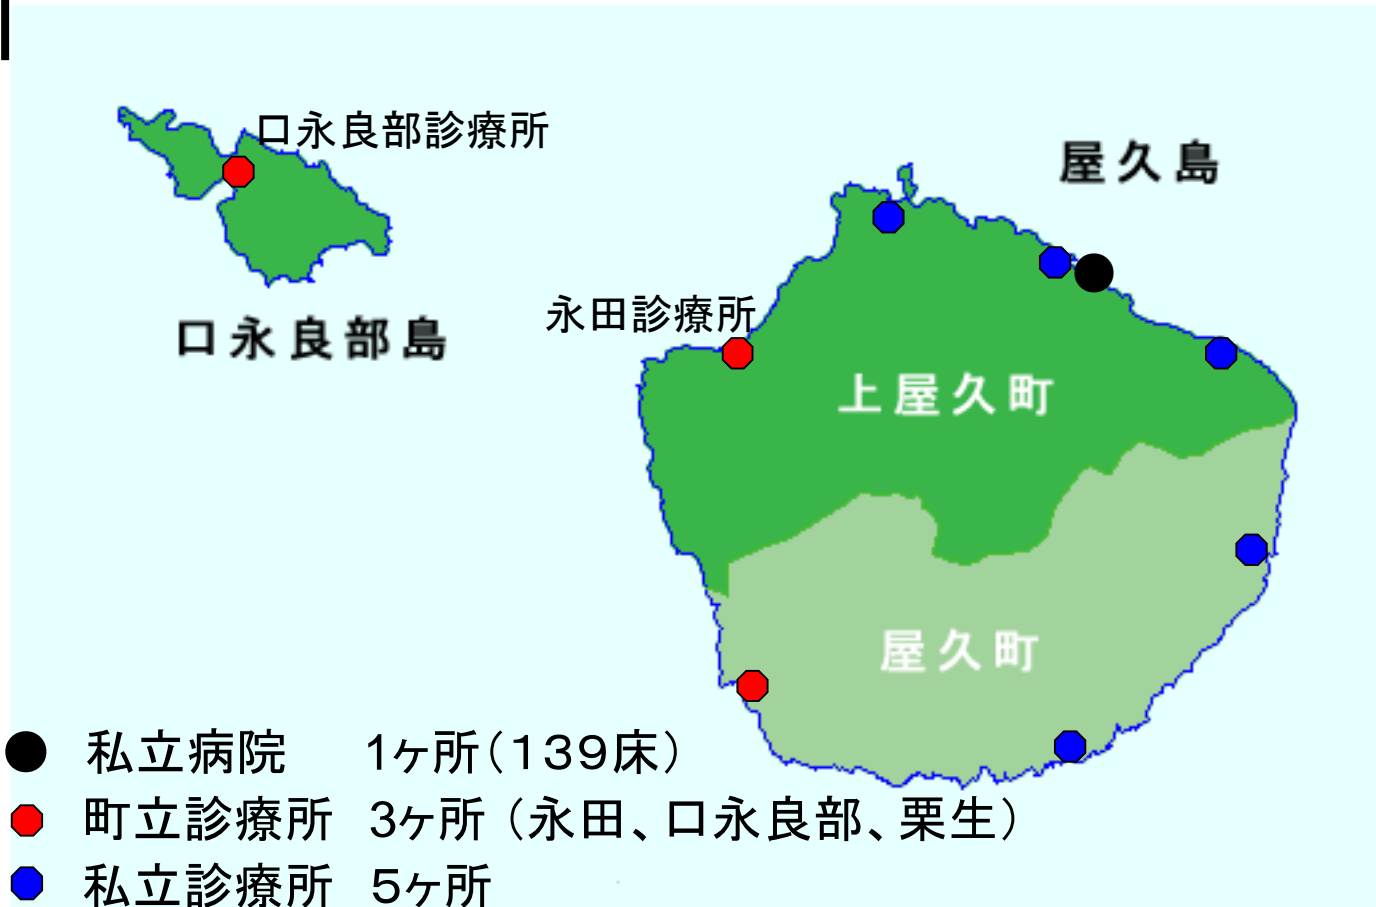 口永良部診療所
屋久島
永田診療所
口永良部島
上屋久町
屋久町
私立病院　1ヶ所（１３９床）
町立診療所　3ヶ所（永田、口永良部、栗生）
私立診療所　５ヶ所